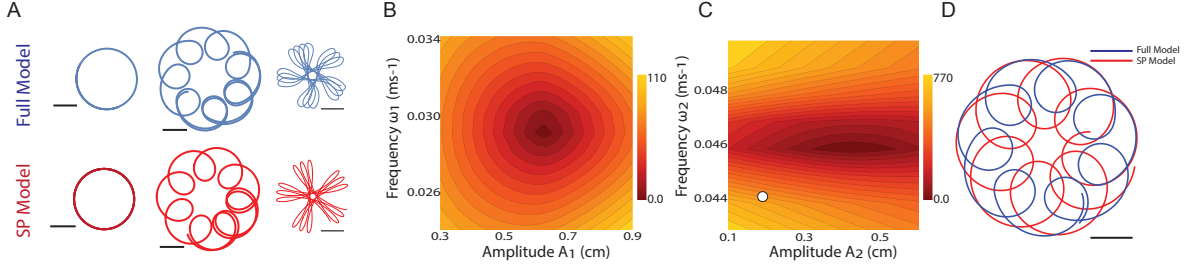 A
Full Model
SP Model
B
Frequency ω1 (ms-1)
0.034
0.030
0.026
0.3
0.5
0.7
0.9
Amplitude A1 (cm)
110
0.0
C
Frequency ω2 (ms-1)
0.048
0.046
0.044
0.1
0.3
0.5
Amplitude A2 (cm)
770
0.0
D
Full Model
SP Model